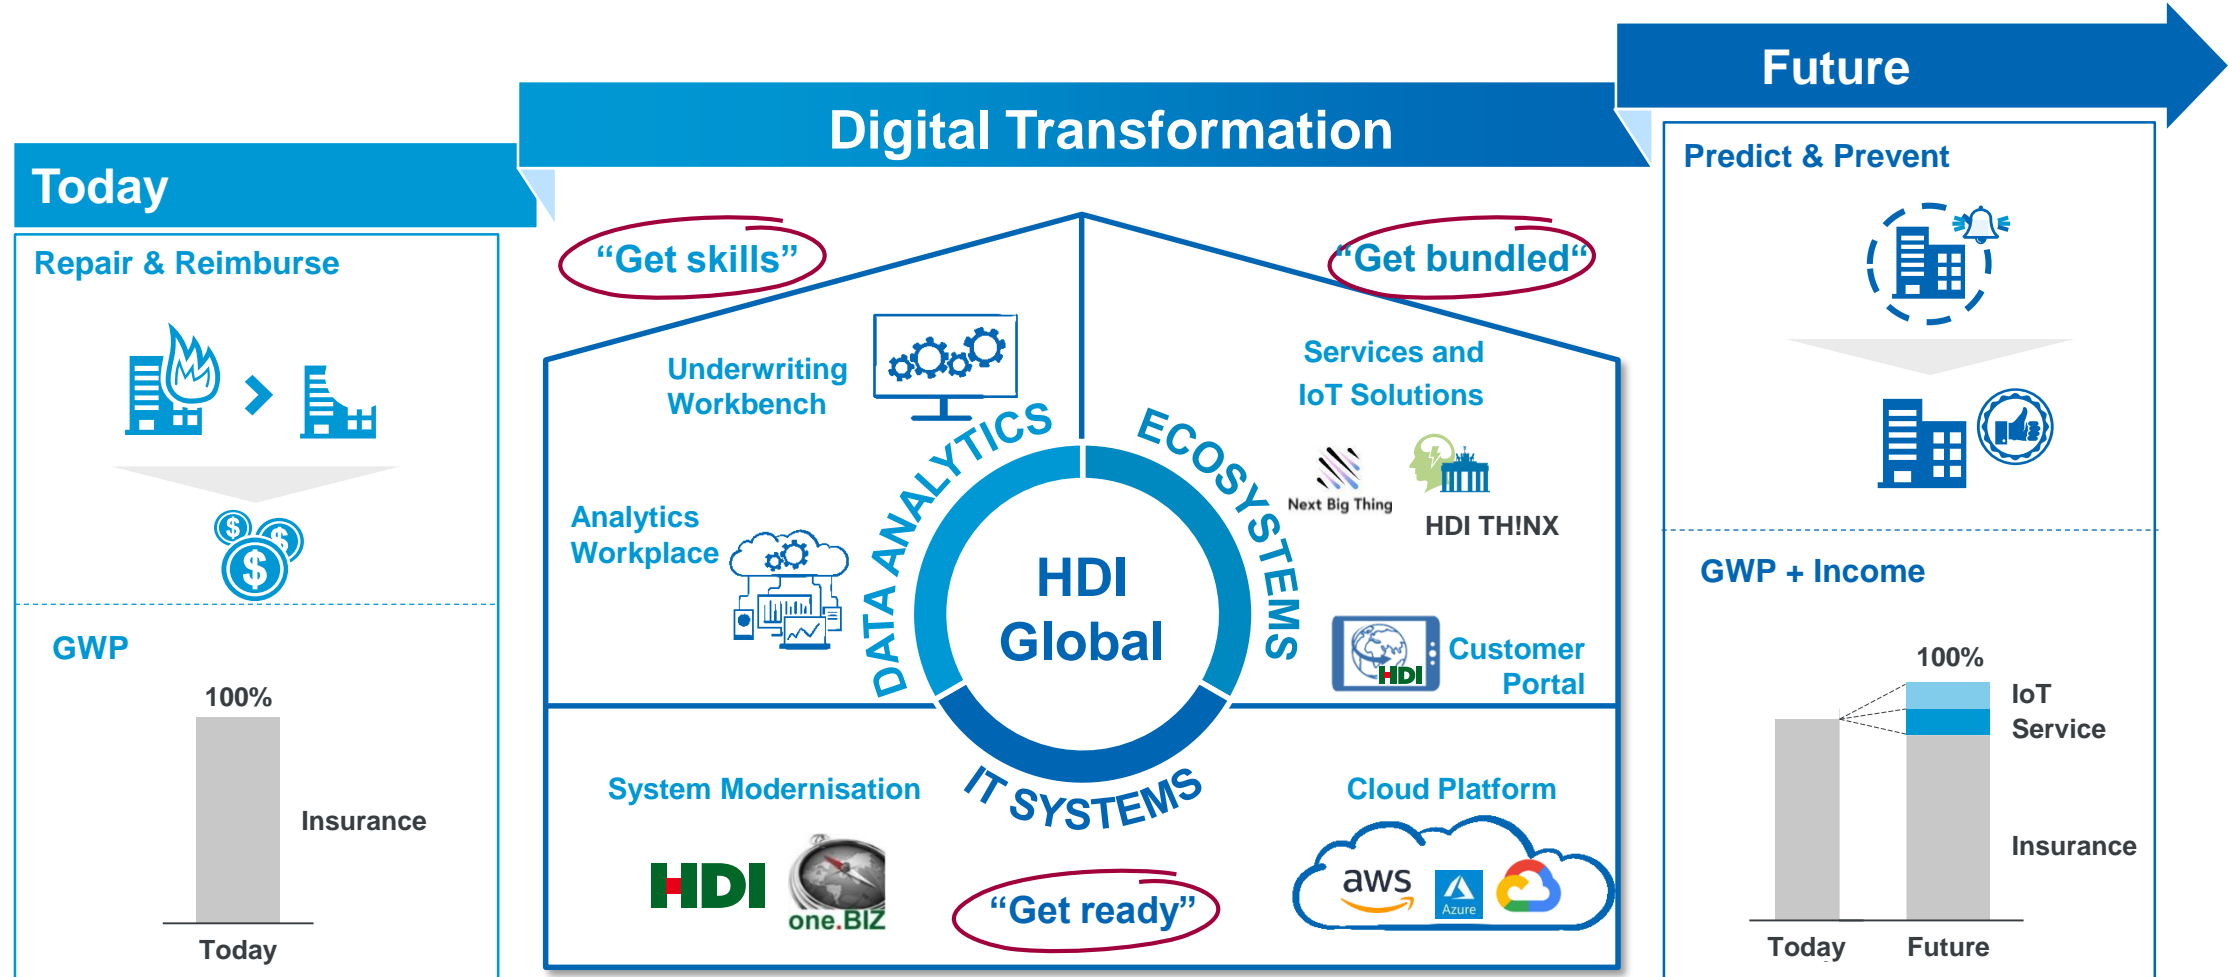 Today
Repair & Reimburse
$
$
$
GWP
100%
Insurance
Today
Digital Transformation
“Get skills”
“Get bundled“
Underwriting
Workbench
Analytics
Workplace
DATA ANALYTICS
ECOSYSTEMS
IT SYSTEMS
HDI
Global
Services and
IoT Solutions
Next Big Thing
HDI TH!NX
HDI
Customer
Portal
System Modernisation
HDI
one.BIZ
“Get ready”
Cloud Platform
aws
Azure
Future
Predict & Prevent
GWP + Income
100%
IoT
Service
Insurance
Today
Future